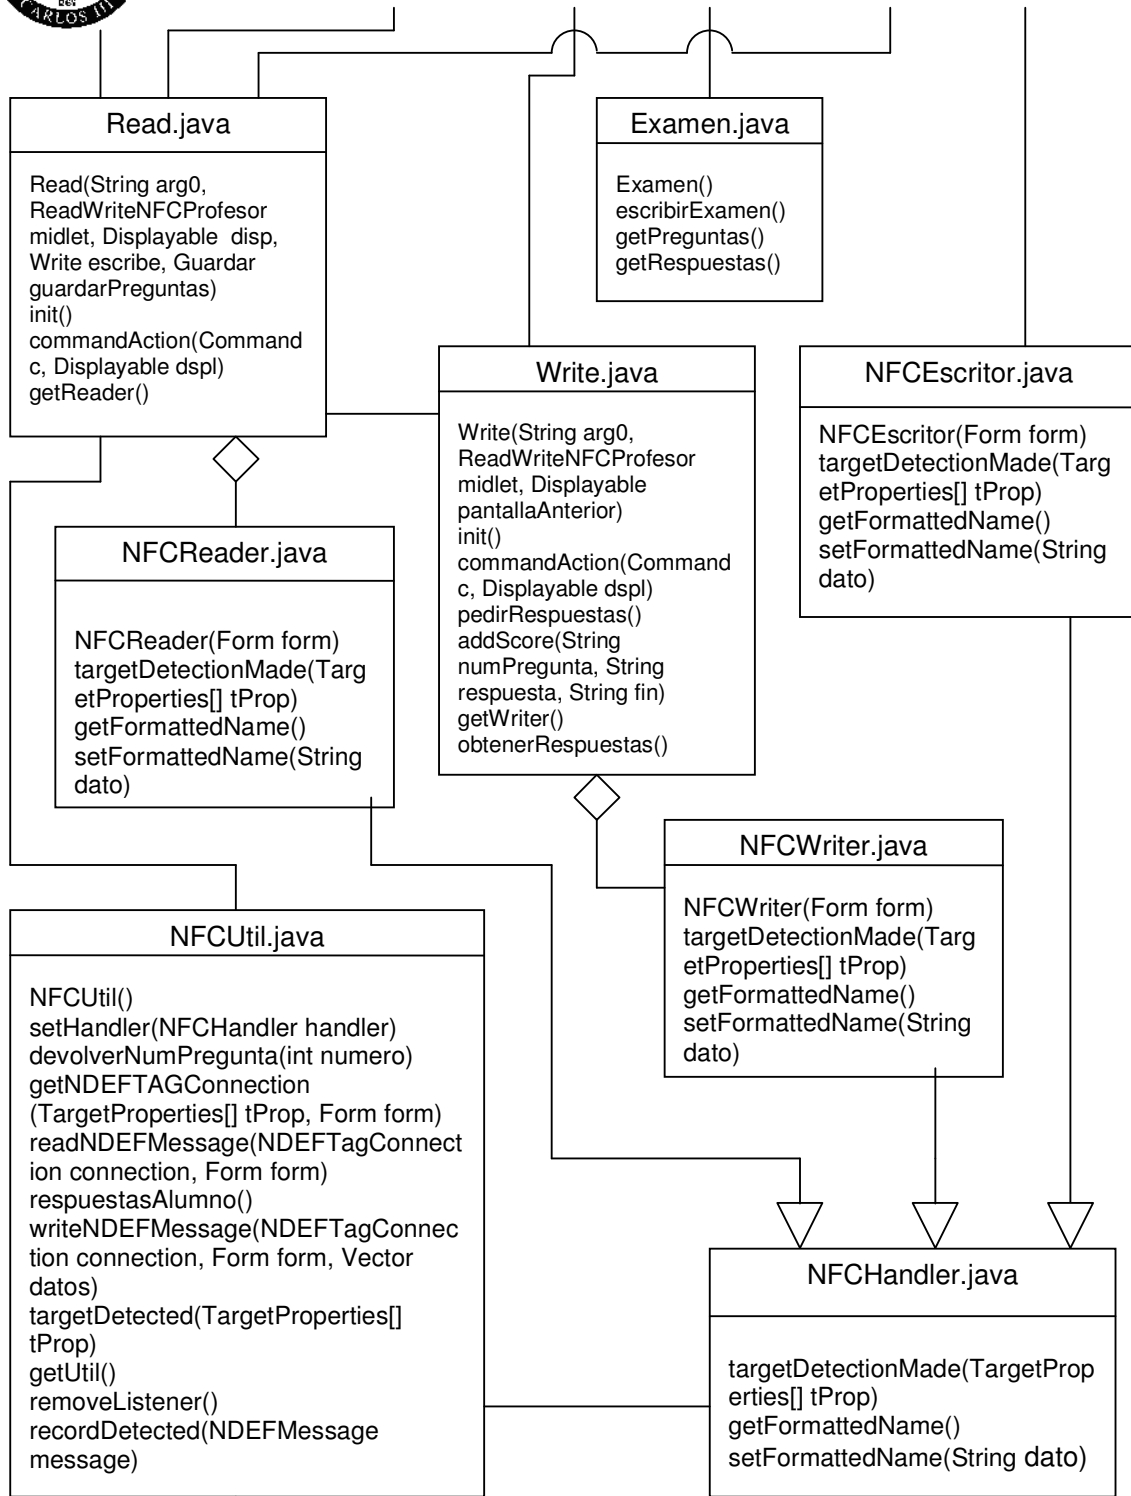 CARLOS III
Read.java
Read(String arg0,
ReadWriteNFCProfesor
midlet, Displayable disp,
Write escribe, Guardar
guardarPreguntas)
init()
commandAction(Command
c, Displayable dspl)
getReader()
Examen.java
Examen()
escribirExamen()
getPreguntas()
getRespuestas()
Write.java
Write(String arg0,
ReadWriteNFCProfesor
midlet, Displayable
pantallaAnterior)
init()
commandAction(Command
c, Displayable dspl)
pedirRespuestas()
addScore(String
numPregunta, String
respuesta, String fin)
getWriter()
obtenerRespuestas()
NFCEscritor.java
NFCEscritor(Form form)
targetDetectionMade(Targ
etProperties[] tProp)
getFormattedName()
setFormattedName(String
dato)
NFCReader.java
NFCReader(Form form)
targetDetectionMade(Targ
etProperties[] tProp)
getFormattedName()
setFormattedName(String
dato)
NFCWriter.java
NFCWriter(Form form)
targetDetectionMade(Targ
etProperties[] tProp)
getFormattedName()
setFormattedName(String
dato)
NFCUtil.java
NFCUtil()
setHandler(NFCHandler handler)
devolverNumPregunta(int numero)
getNDEFTAGConnection
(TargetProperties[] tProp, Form form)
readNDEFMessage(NDEFTagConnect
ion connection, Form form)
respuestasAlumno()
writeNDEFMessage(NDEFTagConnec
tion connection, Form form, Vector
datos)
targetDetected(TargetProperties[]
tProp)
getUtil()
removeListener()
recordDetected(NDEFMessage
message)
NFCHandler.java
targetDetectionMade(TargetProp
erties[] tProp)
getFormattedName()
setFormattedName(String dato)